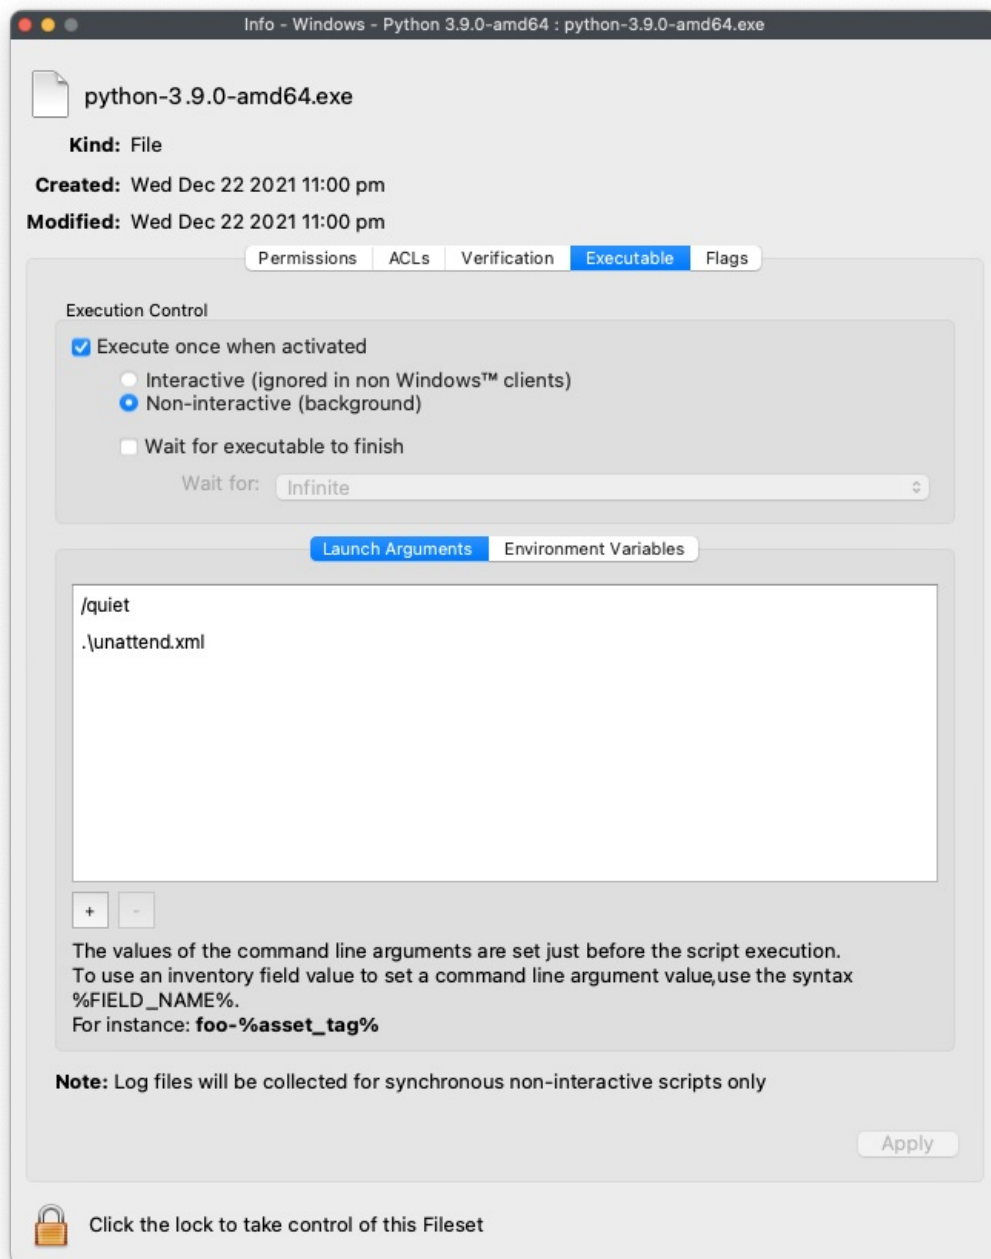 Info - Windows - Python 3.9.0-amd64 : python-3.9.0-amd64.exe
python-3.9.0-amd64.exe
Kind: File
Created: Wed Dec 22 2021 11:00 pm
Modified: Wed Dec 22 2021 11:00 pm
Permissions ACLs Verification Executable Flags
Execution Control
Execute once when activated
Interactive (ignored in non Windows™ clients)
Non-interactive (background)
Wait for executable to finish
Wait for: Infinite
Launch Arguments Environment Variables
/quiet
.\unattend.xml
+ -
The values of the command line arguments are set just before the script execution.
To use an inventory field value to set a command line argument value,use the syntax
%FIELD_NAME%.
For instance: foo-%asset_tag%
Note: Log files will be collected for synchronous non-interactive scripts only
Apply
Click the lock to take control of this Fileset